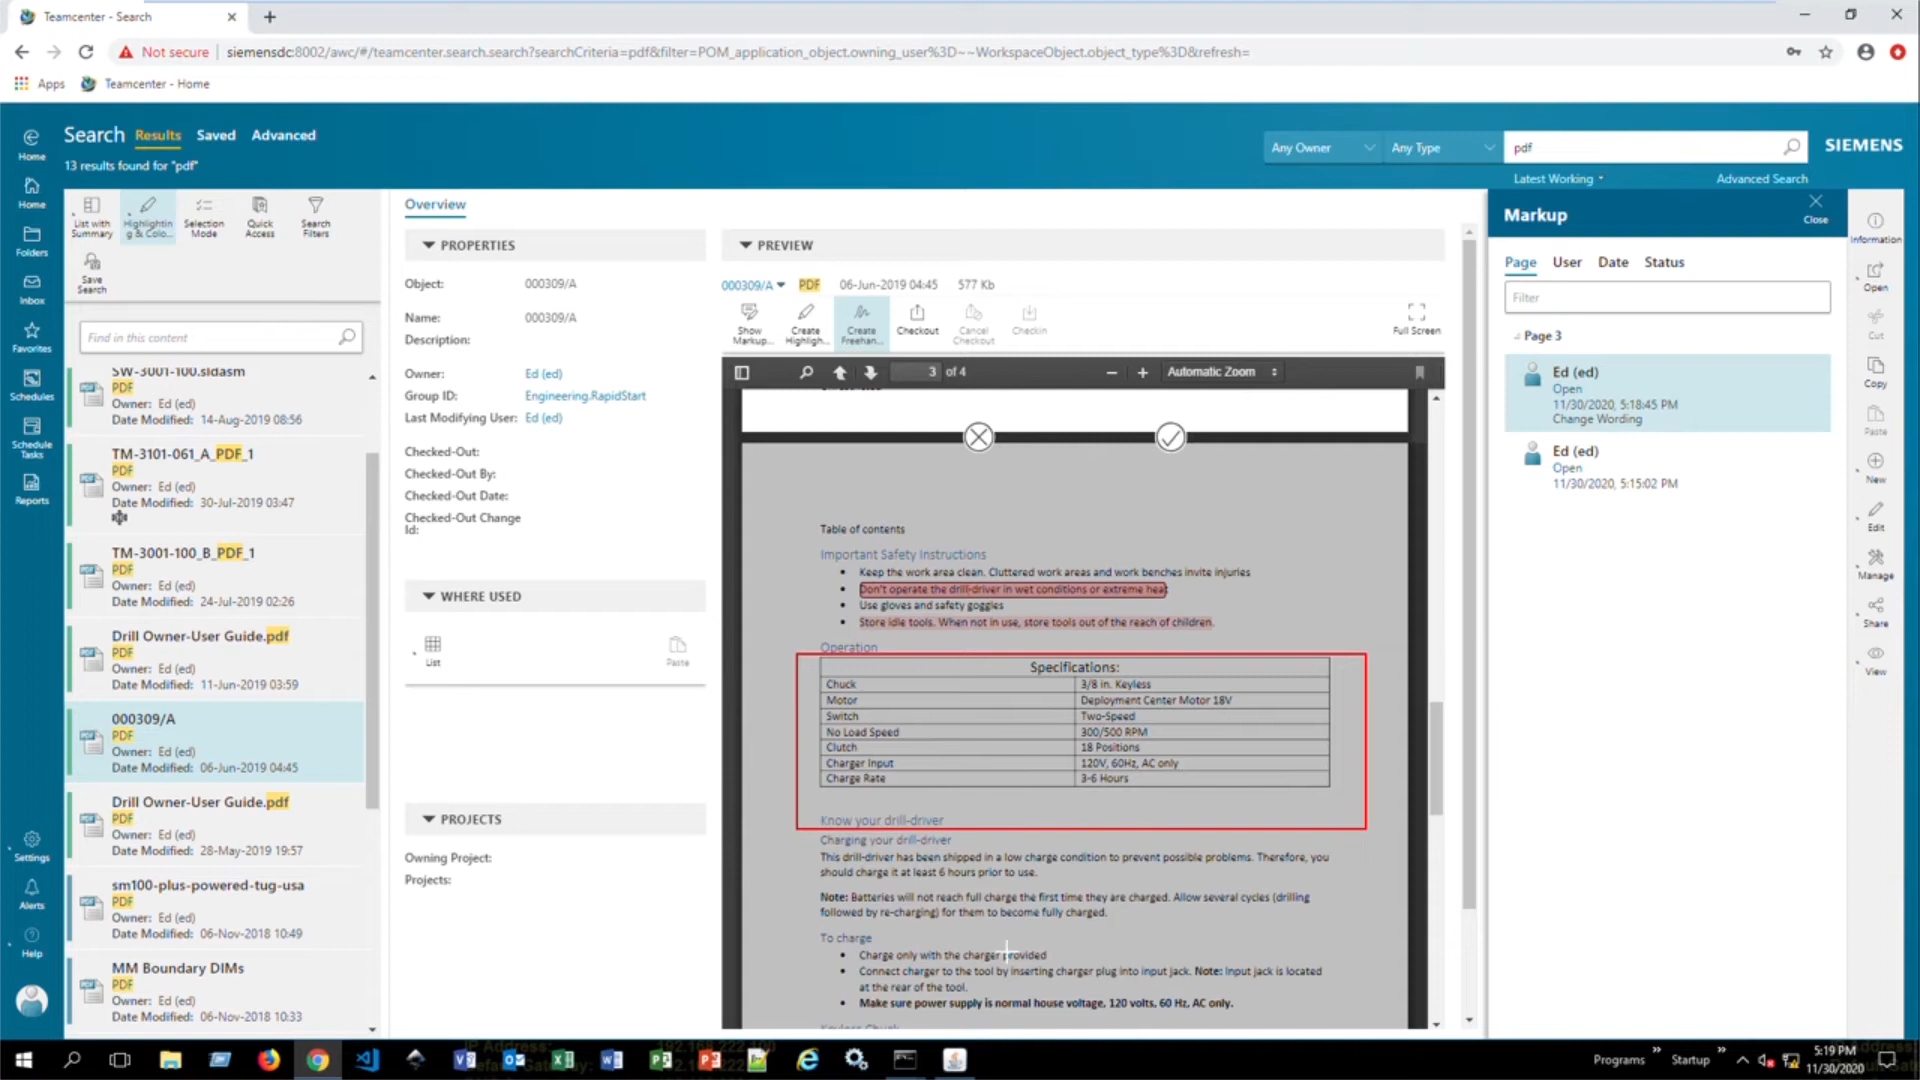 Teamcenter - Search
Not secure
siemensdc:8002/awc/#/teamcenter.search.search?searchCriteria=pdf&filter=POM_application_object.owning_user%3D~~WorkspaceObject.object_type%3D&refresh=
Apps
Teamcenter - Home
Search
Results
Saved
Advanced
13 results found for "pdf"
Any Owner
Any Type
pdf
SIEMENS
Latest Working
Advanced Search
Home
Home
Folders
Inbox
Favorites
Schedules
Schedule
Tasks
Reports
Settings
Alerts
Help
List with
Summary
Highlightin
g & Colo...
Selection
Mode
Quick
Access
Search
Filters
Save
Search
Find in this content
SW-3001-100.sldasm
PDF
Owner: Ed (ed)
Date Modified: 14-Aug-2019 08:56
TM-3101-061_A_PDF_1
PDF
Owner: Ed (ed)
Date Modified: 30-Jul-2019 03:47
TM-3001-100_B_PDF_1
PDF
Owner: Ed (ed)
Date Modified: 24-Jul-2019 02:26
Drill Owner-User Guide.pdf
PDF
Owner: Ed (ed)
Date Modified: 11-Jun-2019 03:59
000309/A
PDF
Owner: Ed (ed)
Date Modified: 06-Jun-2019 04:45
Drill Owner-User Guide.pdf
PDF
Owner: Ed (ed)
Date Modified: 28-May-2019 19:57
sm100-plus-powered-tug-usa
PDF
Owner: Ed (ed)
Date Modified: 06-Nov-2018 10:49
MM Boundary DIMs
PDF
Owner: Ed (ed)
Date Modified: 06-Nov-2018 10:33
Overview
PROPERTIES
Object: 000309/A
Name: 000309/A
Description:
Owner: Ed (ed)
Group ID: Engineering.RapidStart
Last Modifying User: Ed (ed)
Checked-Out:
Checked-Out By:
Checked-Out Date:
Checked-Out Change
Id:
WHERE USED
List
Paste
PROJECTS
Owning Project:
Projects:
PREVIEW
000309/A PDF 06-Jun-2019 04:45 577 Kb
Show
Markup...
Create
Highligh...
Create
Freehan...
Checkout
Cancel
Checkout
Checkin
Full Screen
3 of 4
Automatic Zoom
Table of contents
Important Safety Instructions
• Keep the work area clean. Cluttered work areas and work benches invite injuries
• Don't operate the drill-driver in wet conditions or extreme heat
• Use gloves and safety goggles
• Store idle tools. When not in use, store tools out of the reach of children.
Operation
Specifications:
Chuck 3/8 in. Keyless
Motor Deployment Center Motor 18V
Switch Two-Speed
No Load Speed 300/500 RPM
Clutch 18 Positions
Charger Input 120V, 60Hz, AC only
Charge Rate 3-6 Hours
Know your drill-driver
Charging your drill-driver
This drill-driver has been shipped in a low charge condition to prevent possible problems. Therefore, you
should charge it at least 6 hours prior to use.
Note: Batteries will not reach full charge the first time they are charged. Allow several cycles (drilling
followed by re-charging) for them to become fully charged.
To charge
• Charge only with the charger provided
• Connect charger to the tool by inserting charger plug into input jack. Note: Input jack is located
at the rear of the tool.
• Make sure power supply is normal house voltage, 120 volts, 60 Hz, AC only.
Keyless Chuck
Markup
Close
Page
User
Date
Status
Filter
Page 3
Ed (ed)
Open
11/30/2020, 5:18:45 PM
Change Wording
Ed (ed)
Open
11/30/2020, 5:15:02 PM
Information
Open
Cut
Copy
Paste
New
Edit
Manage
Share
View
Programs
Startup
5:19 PM
11/30/2020